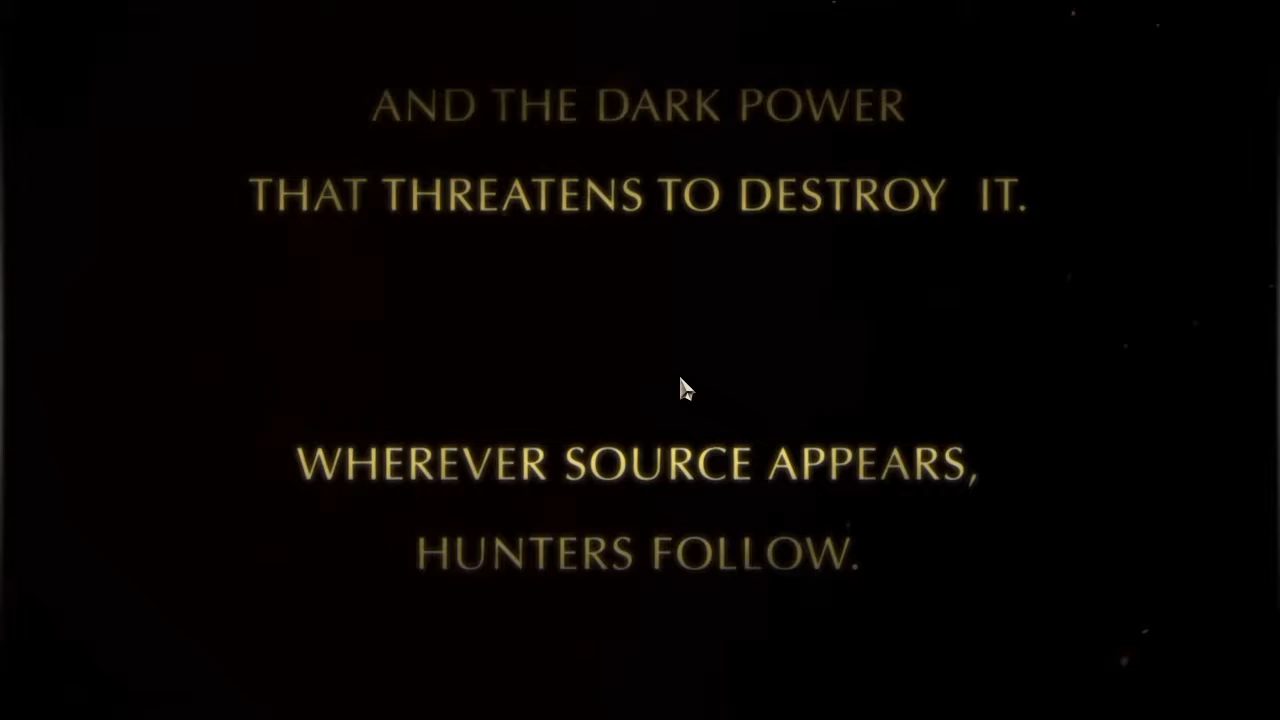 AND THE DARK POWER
THAT THREATENS TO DESTROY IT.
WHEREVER SOURCE APPEARS,
HUNTERS FOLLOW.